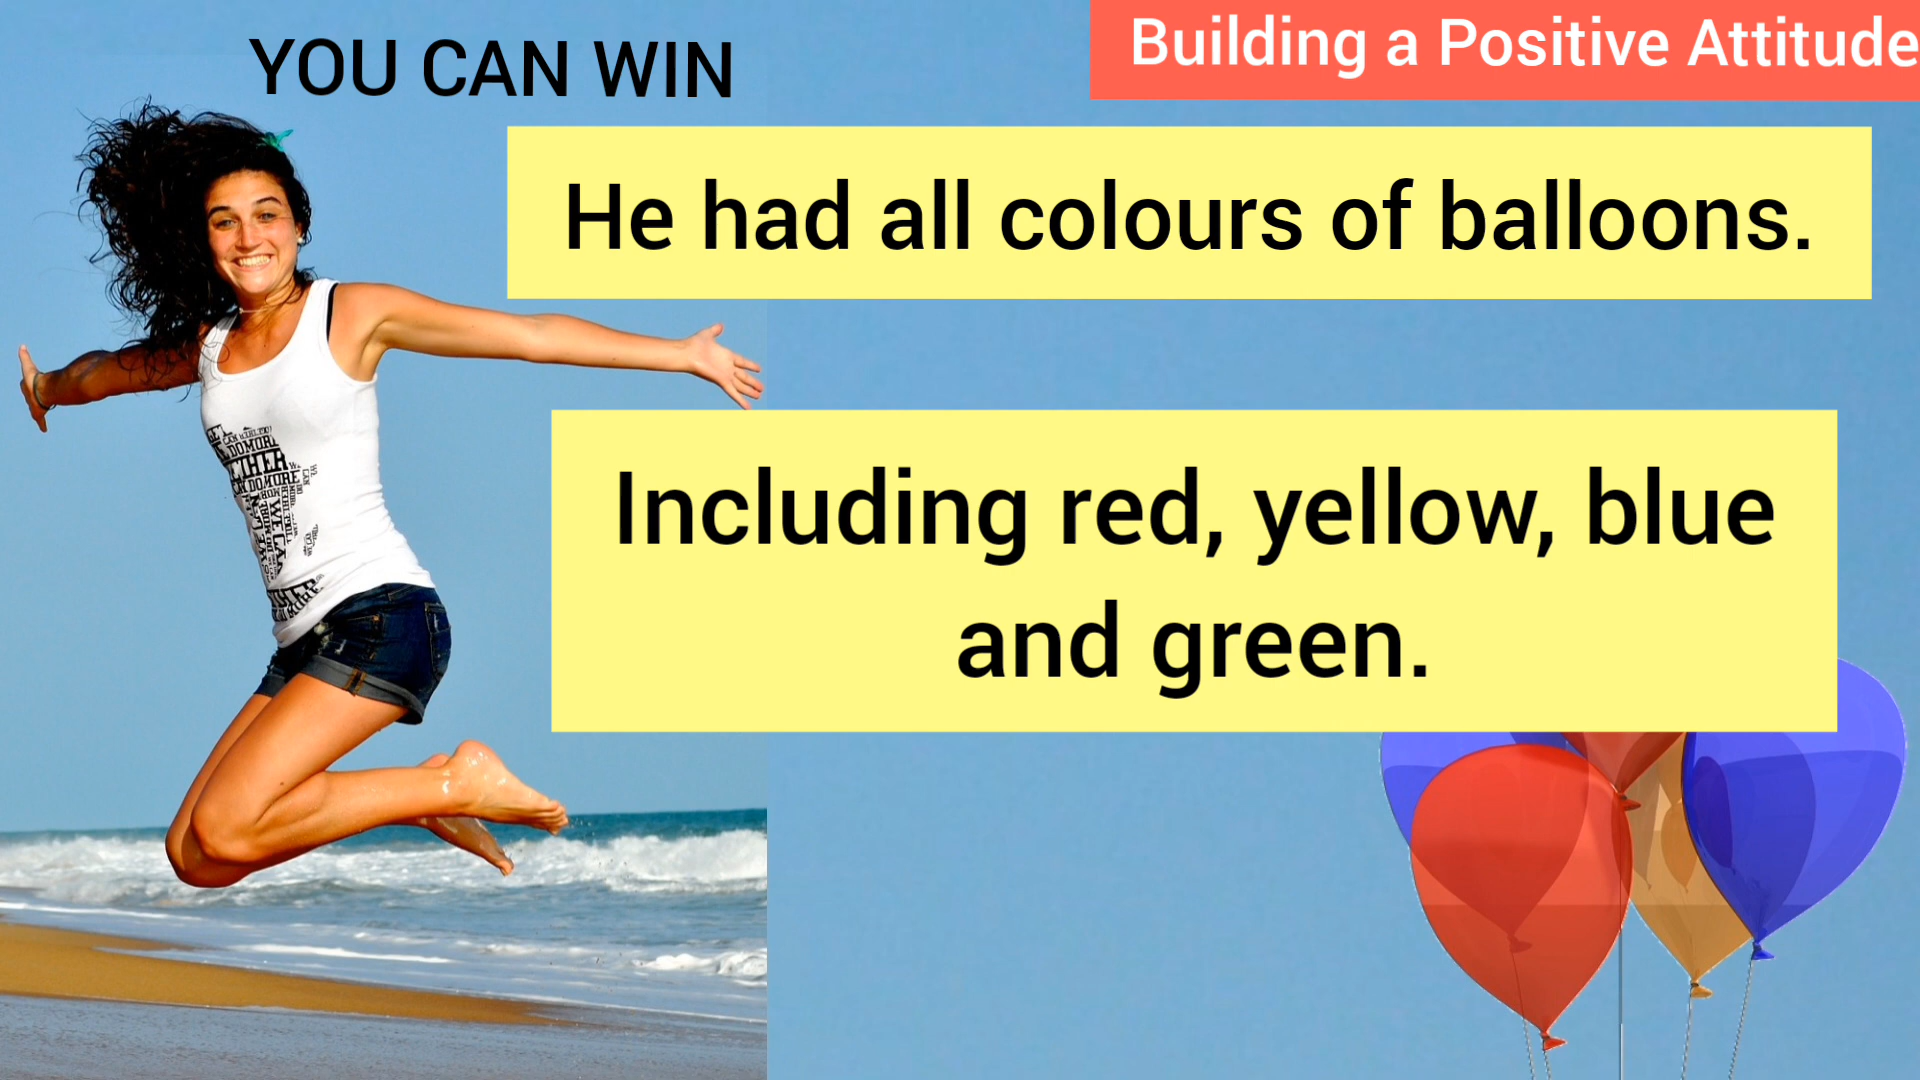 YOU CAN WIN
Building a Positive Attitude
He had all colours of balloons.
Including red, yellow, blue
and green.